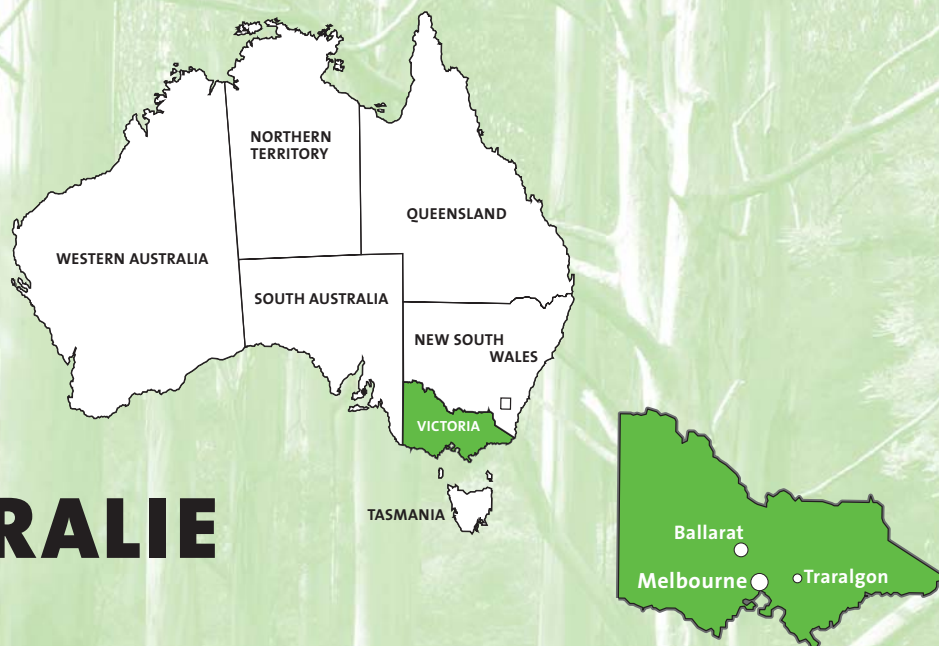 NORTHERN
TERRITORY
QUEENSLAND
WESTERN AUSTRALIA
SOUTH AUSTRALIA
NEW SOUTH
WALES
VICTORIA
TASMANIA
RALIE
Ballarat
Melbourne
Traralgon